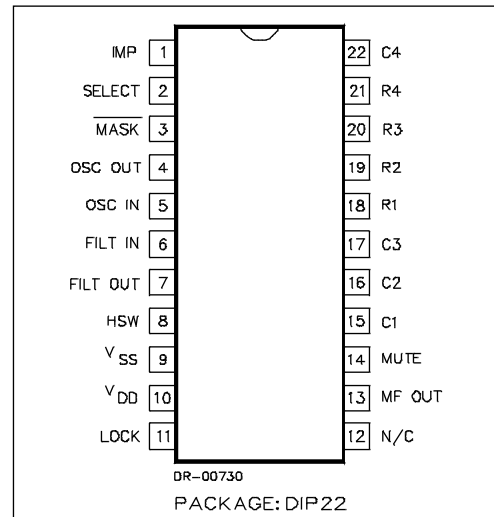 IMP 1 22 C4
SELECT 2 21 R4
MASK 3 20 R3
OSC OUT 4 19 R2
OSC IN 5 18 R1
FILT IN 6 17 C3
FILT OUT 7 16 C2
HSW 8 15 C1
VSS 9 14 MUTE
VDD 10 13 MF OUT
LOCK 11 12 N/C
DR-00730
PACKAGE: DIP22